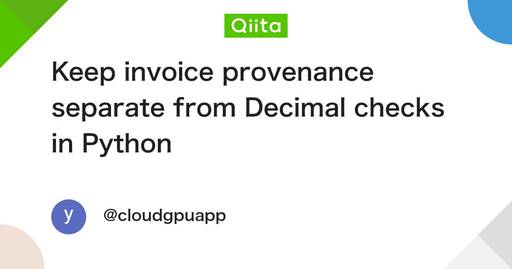 Qiita
Keep invoice provenance
separate from Decimal checks
in Python
y
@cloudgpuapp